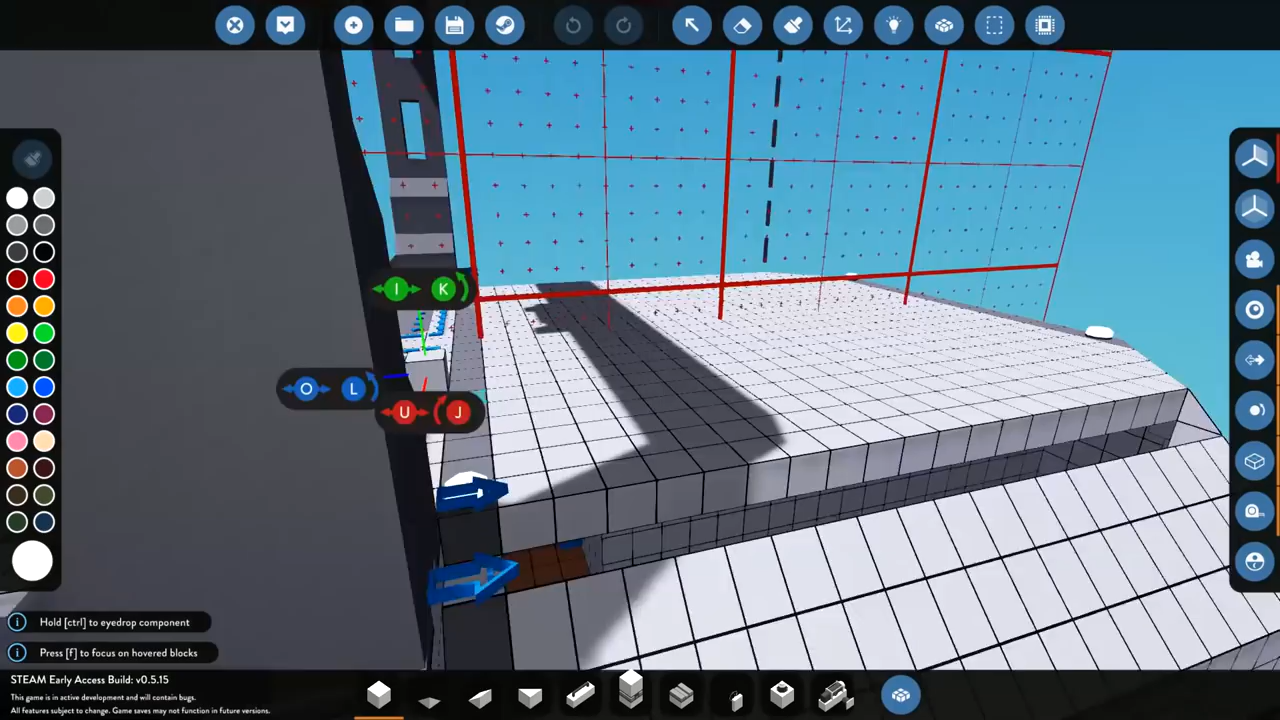 I K
O L
U J
Hold [ctrl] to eyedrop component
Press [f] to focus on hovered blocks
STEAM Early Access Build: v0.5.15
This game is in active development and will contain bugs.
All features subject to change. Game saves may not function in future versions.